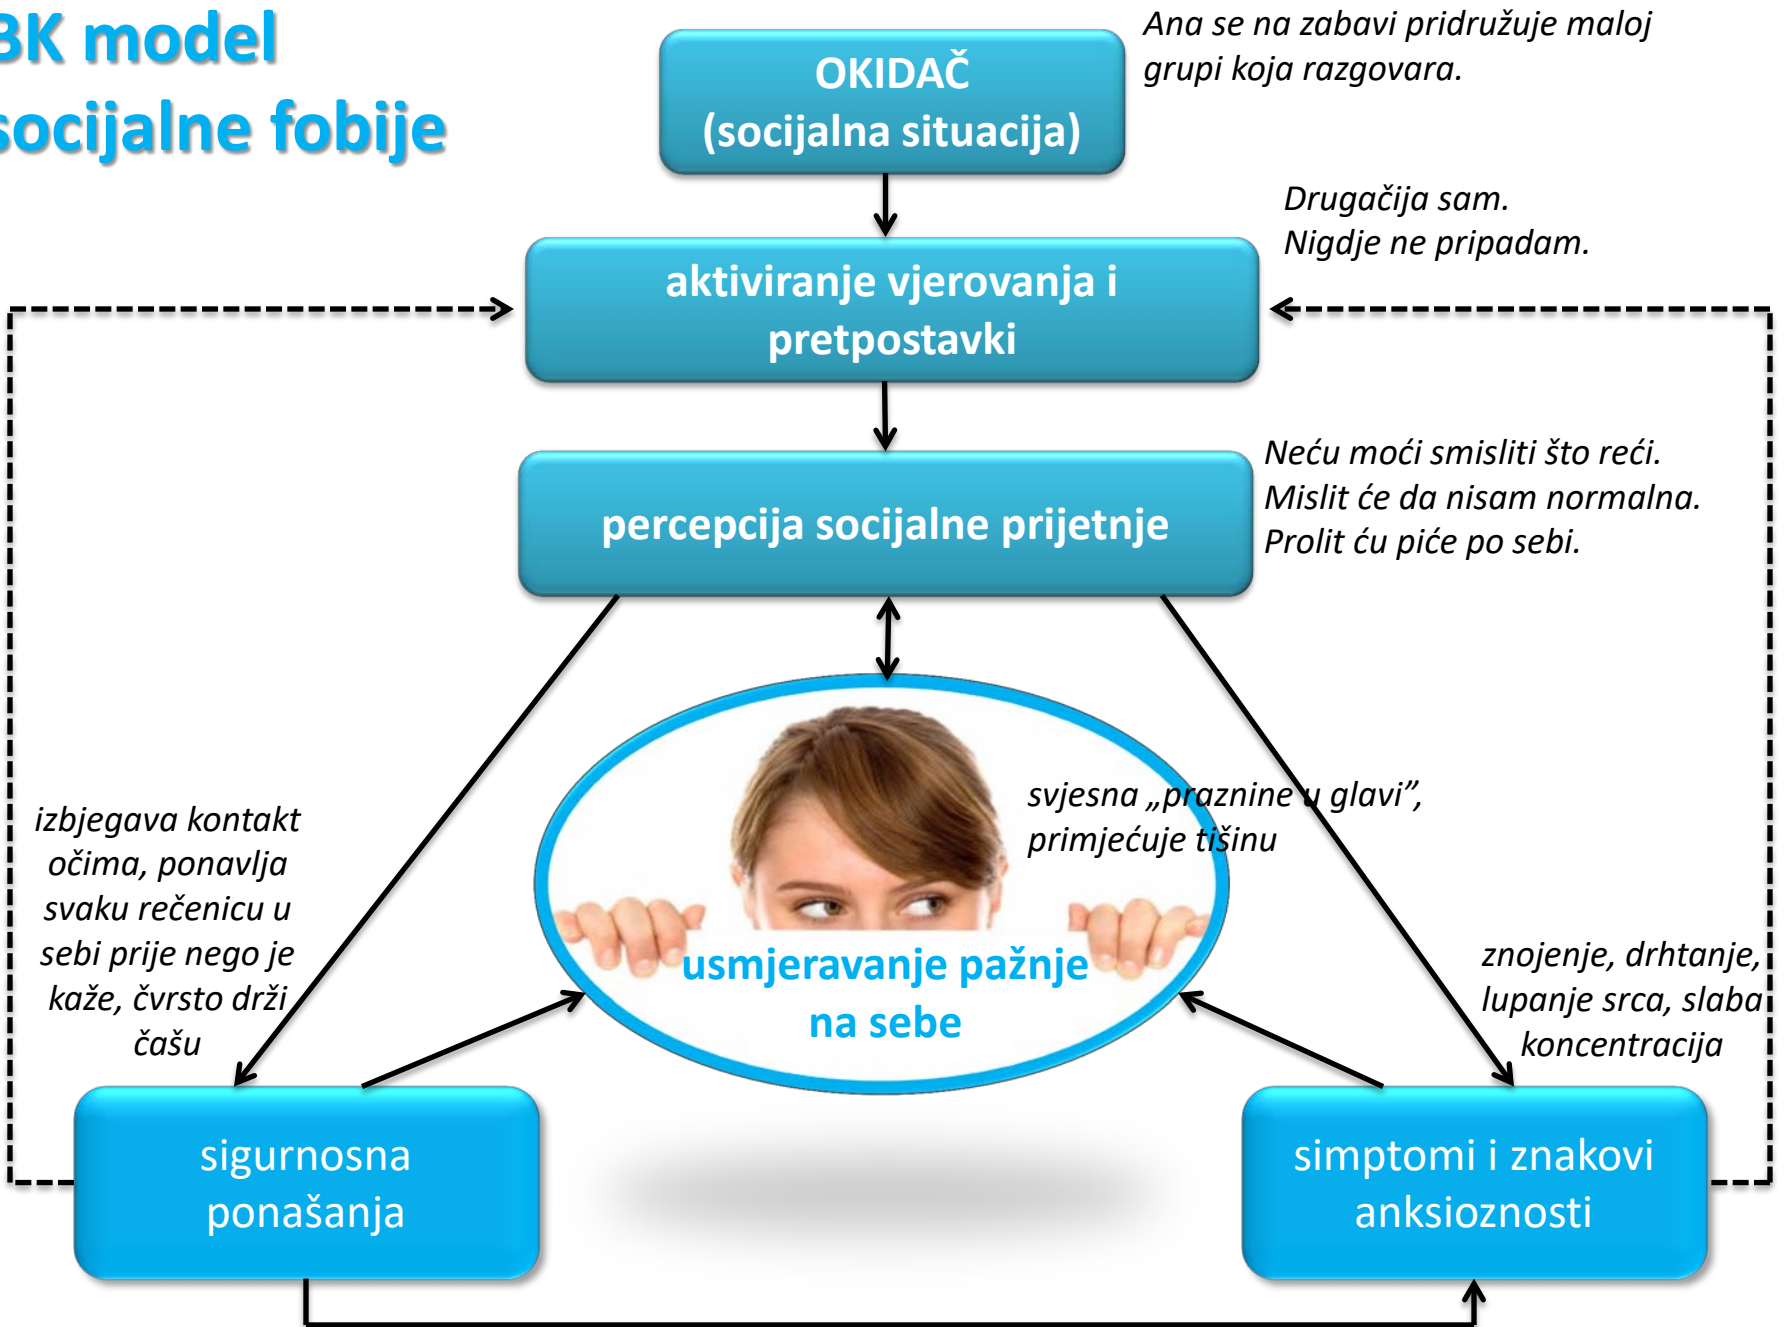 BK model
socijalne fobije
OKIDAČ
(socijalna situacija)
Ana se na zabavi pridružuje maloj
grupi koja razgovara.
aktiviranje vjerovanja i
pretpostavki
Drugačija sam.
Nigdje ne pripadam.
percepcija socijalne prijetnje
Neću moći smisliti što reći.
Mislit će da nisam normalna.
Prolit ću piće po sebi.
svjesna „praznine u glavi”,
primjećuje tišinu
usmjeravanje pažnje
na sebe
izbjegava kontakt
očima, ponavlja
svaku rečenicu u
sebi prije nego je
kaže, čvrsto drži
čašu
znojenje, drhtanje,
lupanje srca, slaba
koncentracija
sigurnosna
ponašanja
simptomi i znakovi
anksioznosti